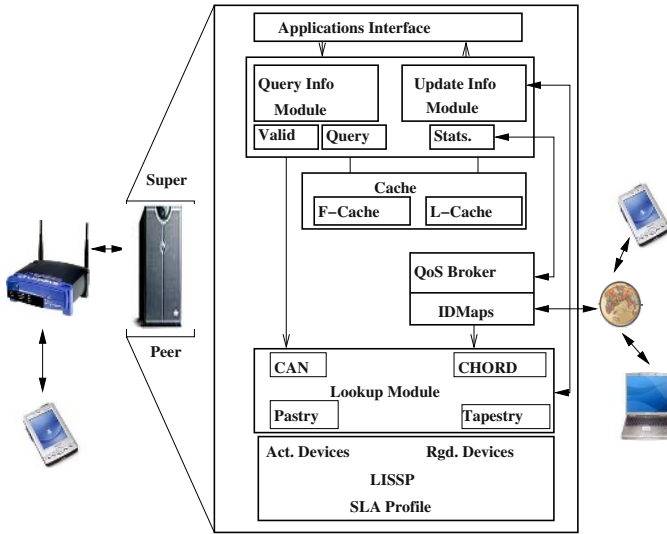 Applications Interface
Query Info
Module
Update Info
Module
Valid
Query
Stats.
Cache
F-Cache
L-Cache
Super
Peer
QoS Broker
IDMaps
CAN
CHORD
Lookup Module
Pastry
Tapestry
Act. Devices
Rgd. Devices
LISSP
SLA Profile